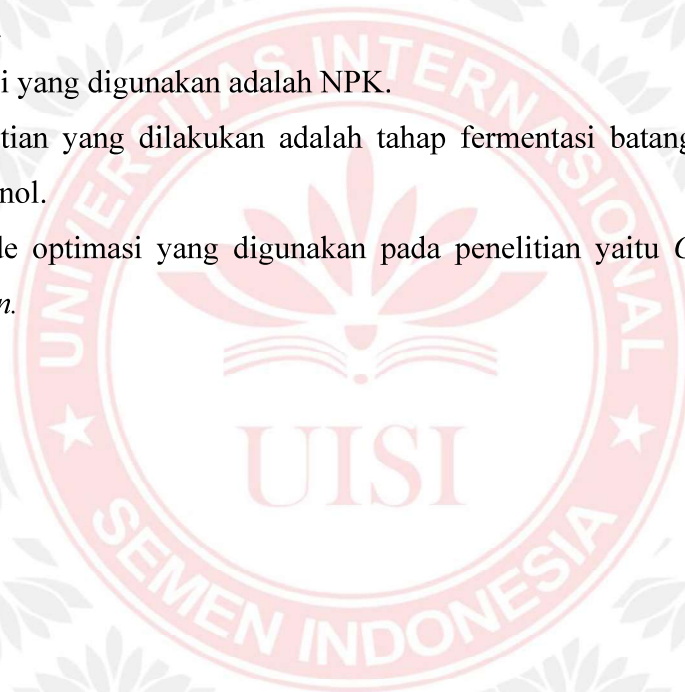 i yang digunakan adalah NPK.
tian yang dilakukan adalah tahap fermentasi batang
nol.
de optimasi yang digunakan pada penelitian yaitu
n.
UNIVERSITAS INTERNASIONAL
UISI
SEMEN INDONESIA